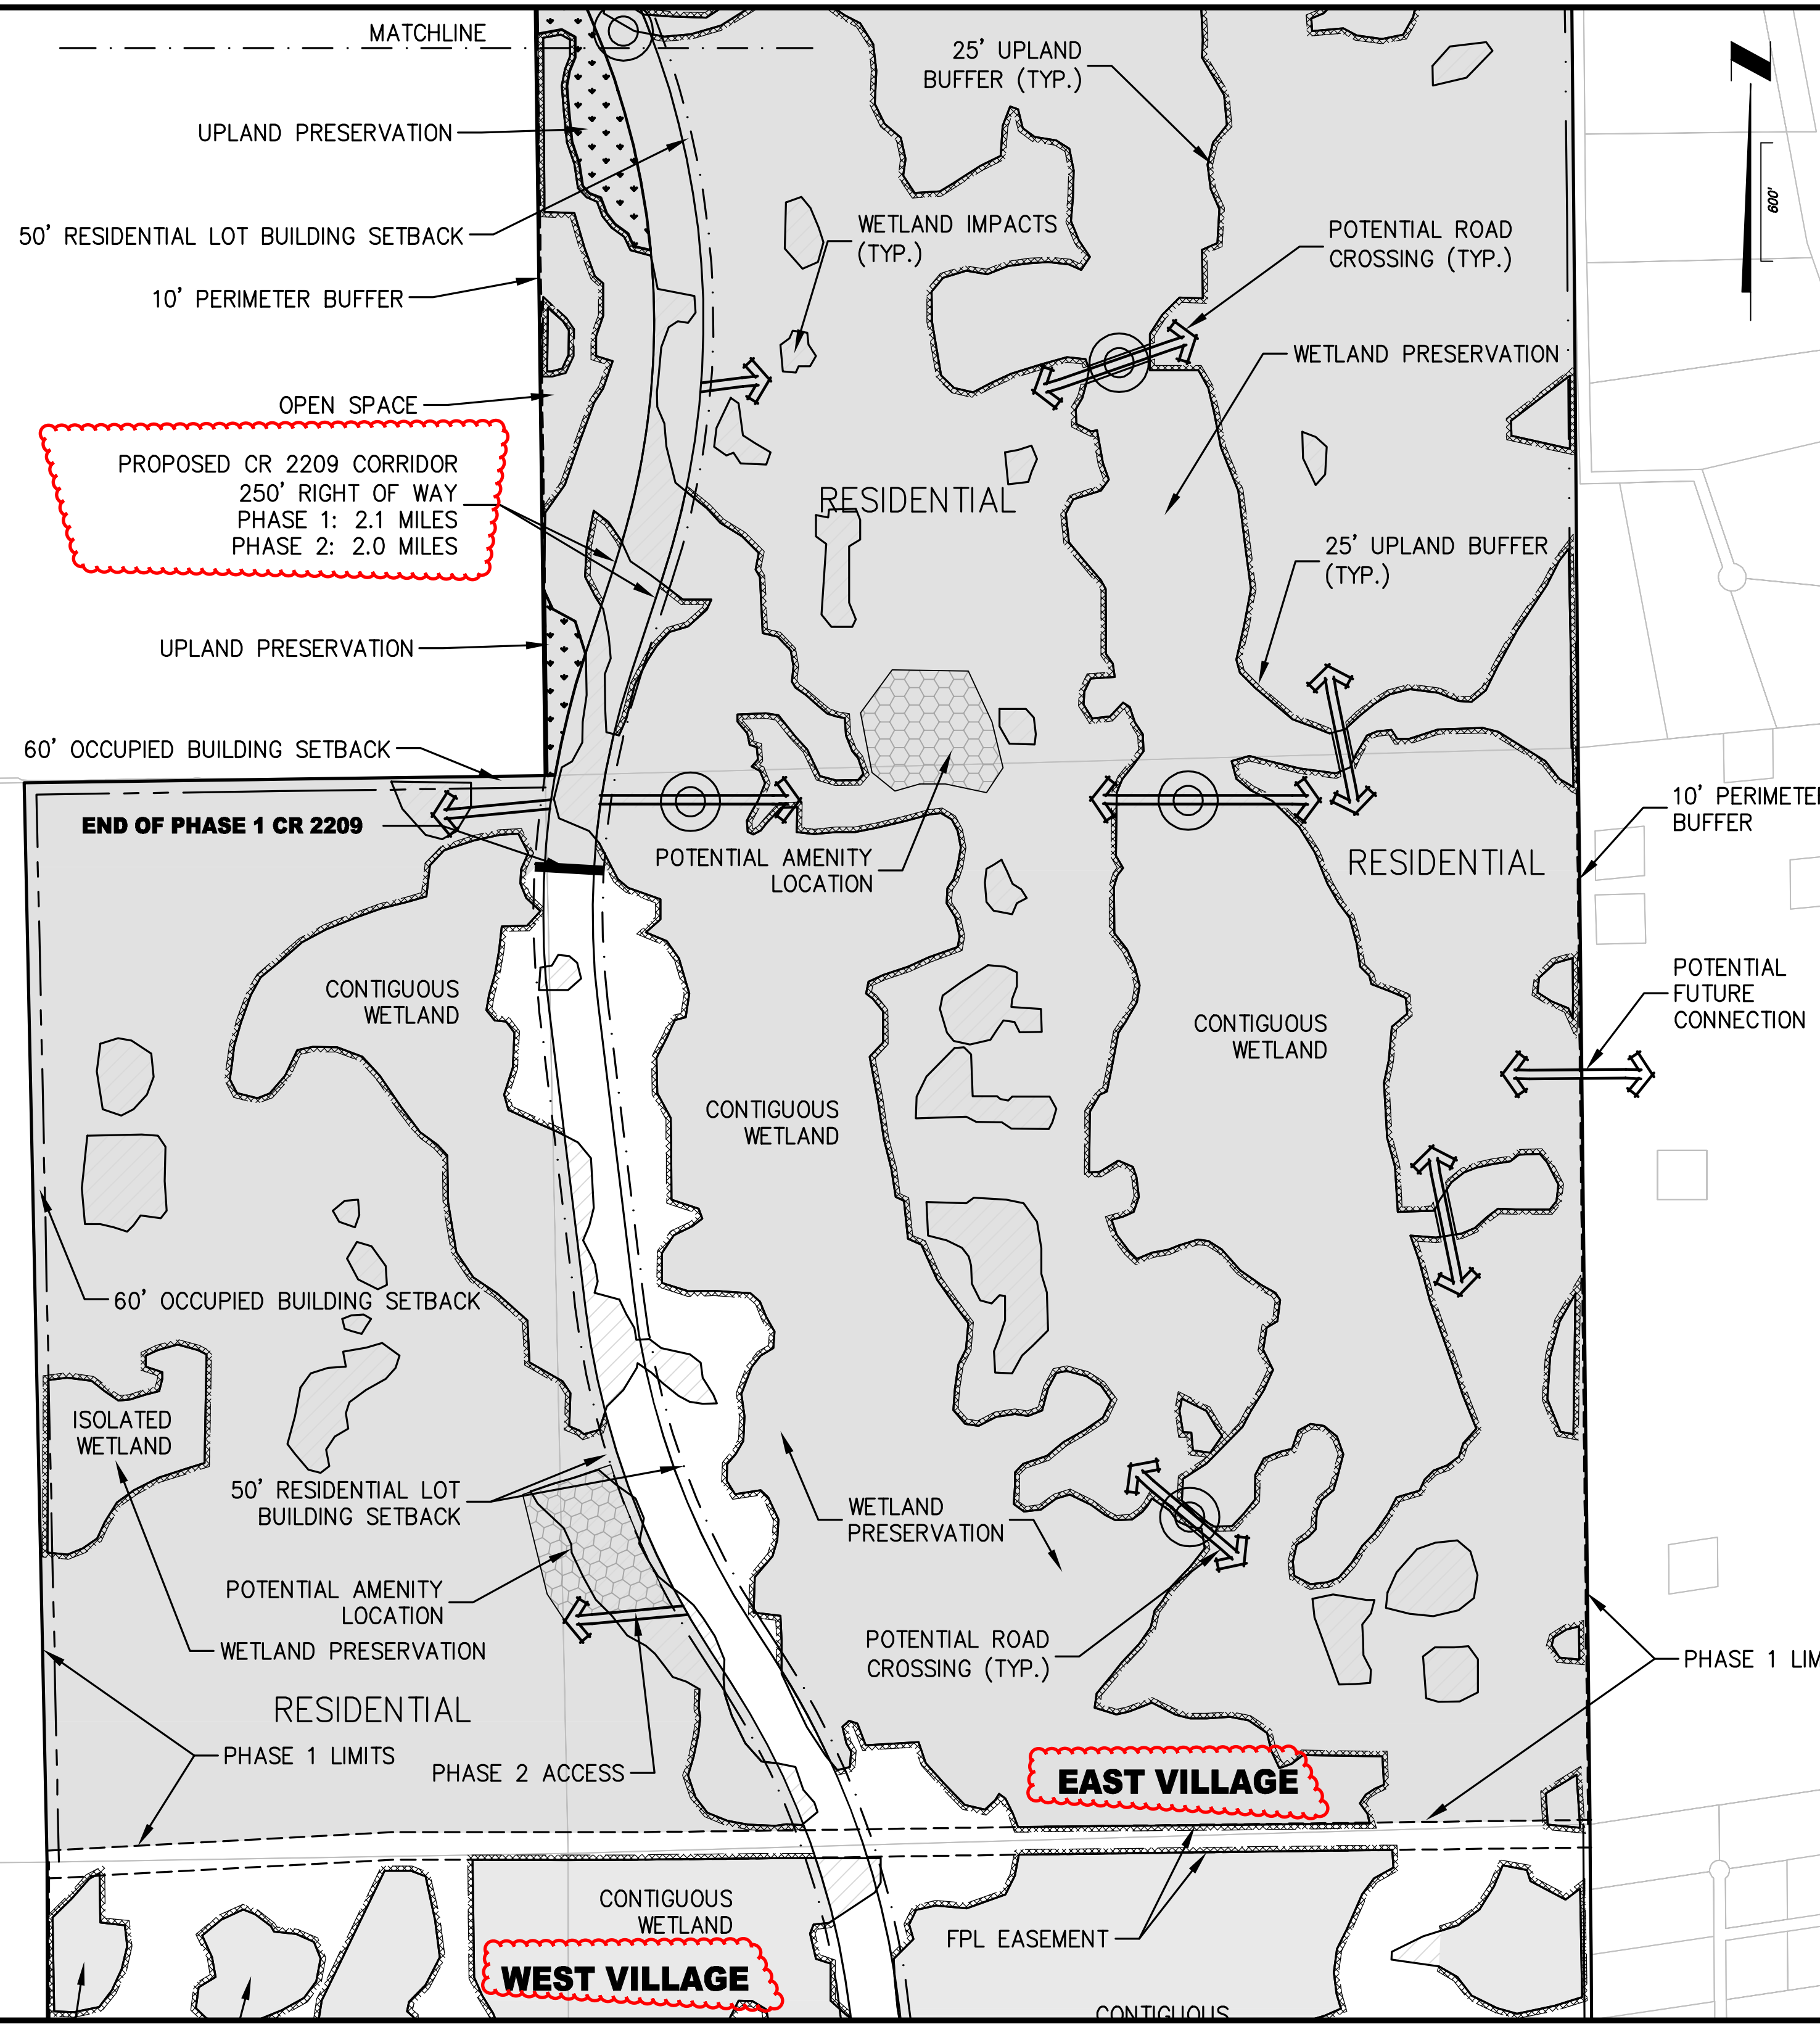 MATCHLINE
25' UPLAND
BUFFER (TYP.)
UPLAND PRESERVATION
600'
50' RESIDENTIAL LOT BUILDING SETBACK
WETLAND IMPACTS
(TYP.)
POTENTIAL ROAD
CROSSING (TYP.)
10' PERIMETER BUFFER
WETLAND PRESERVATION
OPEN SPACE
PROPOSED CR 2209 CORRIDOR
250' RIGHT OF WAY
PHASE 1: 2.1 MILES
PHASE 2: 2.0 MILES
RESIDENTIAL
25' UPLAND BUFFER
(TYP.)
UPLAND PRESERVATION
60' OCCUPIED BUILDING SETBACK
10' PERIMETER
BUFFER
END OF PHASE 1 CR 2209
POTENTIAL AMENITY
LOCATION
RESIDENTIAL
POTENTIAL
FUTURE
CONNECTION
CONTIGUOUS
WETLAND
CONTIGUOUS
WETLAND
CONTIGUOUS
WETLAND
60' OCCUPIED BUILDING SETBACK
ISOLATED
WETLAND
50' RESIDENTIAL LOT
BUILDING SETBACK
WETLAND
PRESERVATION
POTENTIAL AMENITY
LOCATION
WETLAND PRESERVATION
POTENTIAL ROAD
CROSSING (TYP.)
PHASE 1 LIM
RESIDENTIAL
PHASE 1 LIMITS
PHASE 2 ACCESS
EAST VILLAGE
CONTIGUOUS
WETLAND
FPL EASEMENT
WEST VILLAGE
CONTIGUOUS